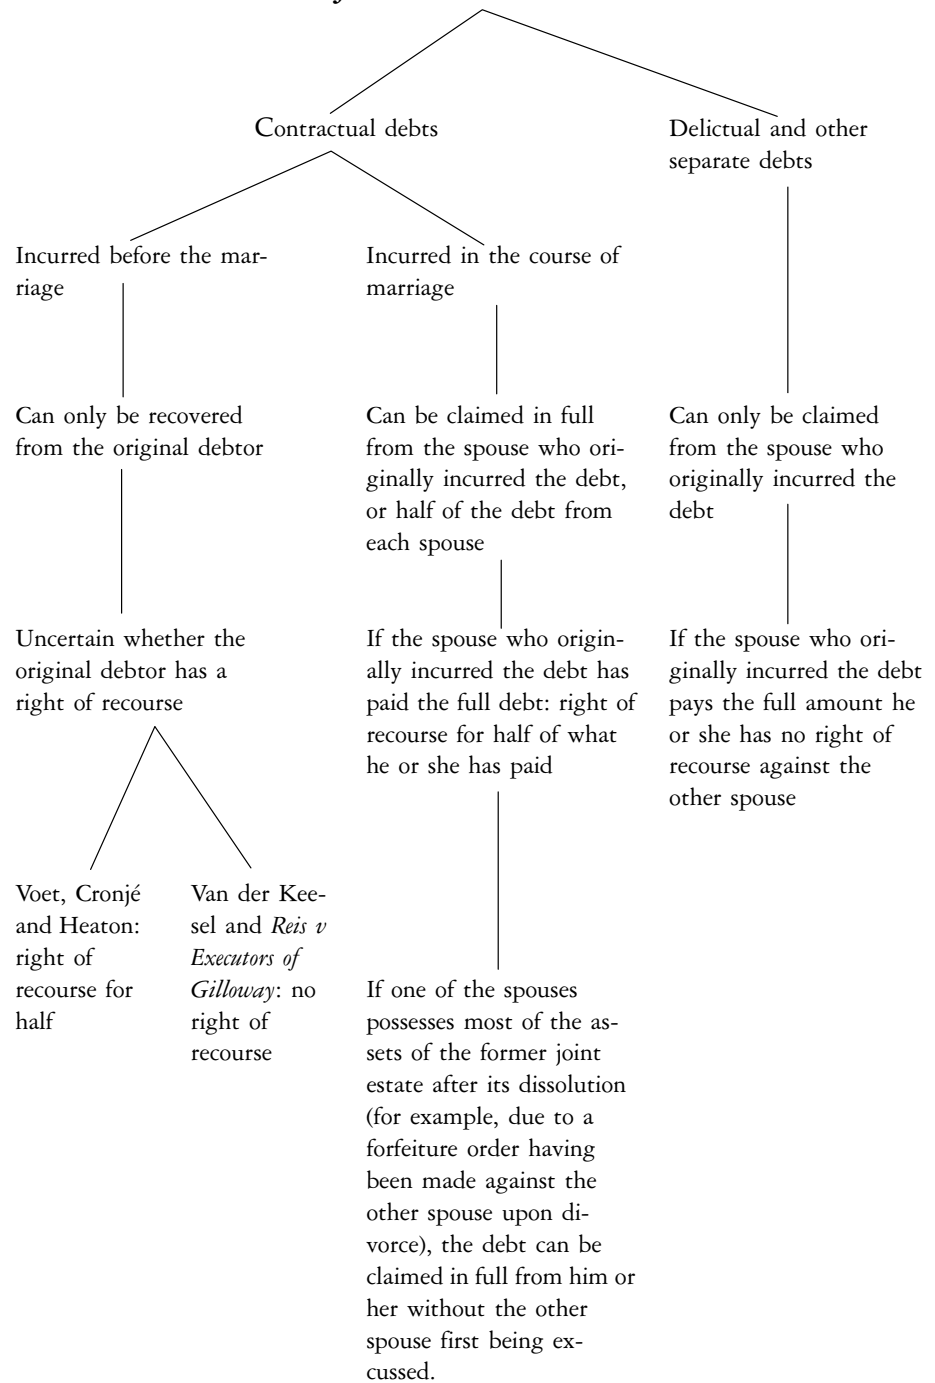 Contractual debts
Delictual and other
separate debts
Incurred before the mar-
riage
Incurred in the course of
marriage
Can only be recovered
from the original debtor
Can be claimed in full
from the spouse who ori-
ginally incurred the debt,
or half of the debt from
each spouse
Can only be claimed
from the spouse who
originally incurred the
debt
Uncertain whether the
original debtor has a
right of recourse
If the spouse who origin-
ally incurred the debt has
paid the full debt: right of
recourse for half of what
he or she has paid
If the spouse who ori-
ginally incurred the debt
pays the full amount he
or she has no right of
recourse against the
other spouse
Voet, Cronjé
and Heaton:
right of
recourse for
half
Van der Kee-
sel and Reis v
Executors of
Gilloway: no
right of
recourse
If one of the spouses
possesses most of the as-
sets of the former joint
estate after its dissolution
(for example, due to a
forfeiture order having
been made against the
other spouse upon di-
vorce), the debt can be
claimed in full from him or
her without the other
spouse first being ex-
cussed.